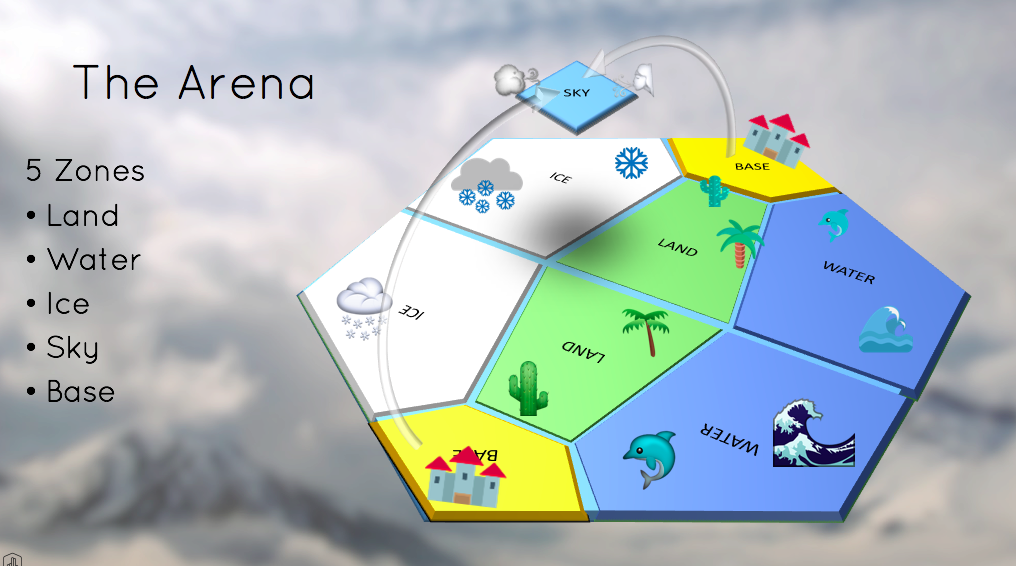 The Arena
5 Zones
• Land
• Water
• Ice
• Sky
• Base
SKY
BASE
ICE
LAND
WATER
ICE
LAND
WATER